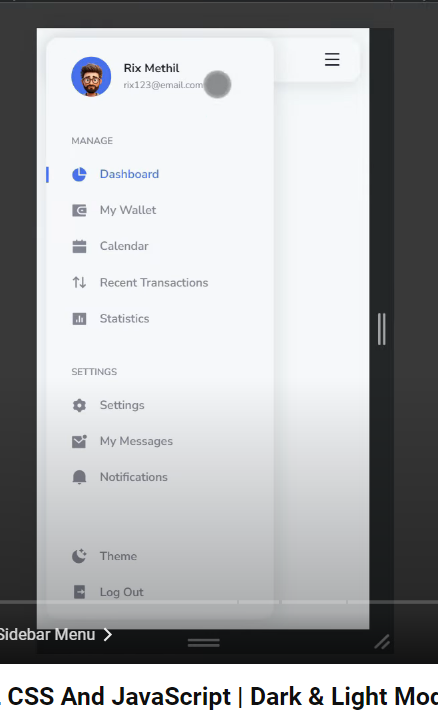 Rix Methil
rix123@email.com
MANAGE
Dashboard
My Wallet
Calendar
Recent Transactions
Statistics
SETTINGS
Settings
My Messages
Notifications
Theme
Log Out
Sidebar Menu
CSS And JavaScript | Dark & Light Mod